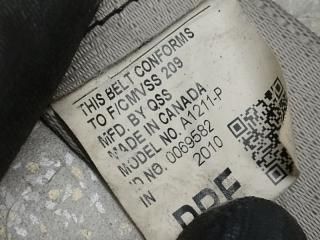 THIS BELT CONFORMS
TO F/CMVSS 209
MFD. BY QSS
MADE IN CANADA
MODEL NO. A1211-P
NO. 0069582
IN 2010